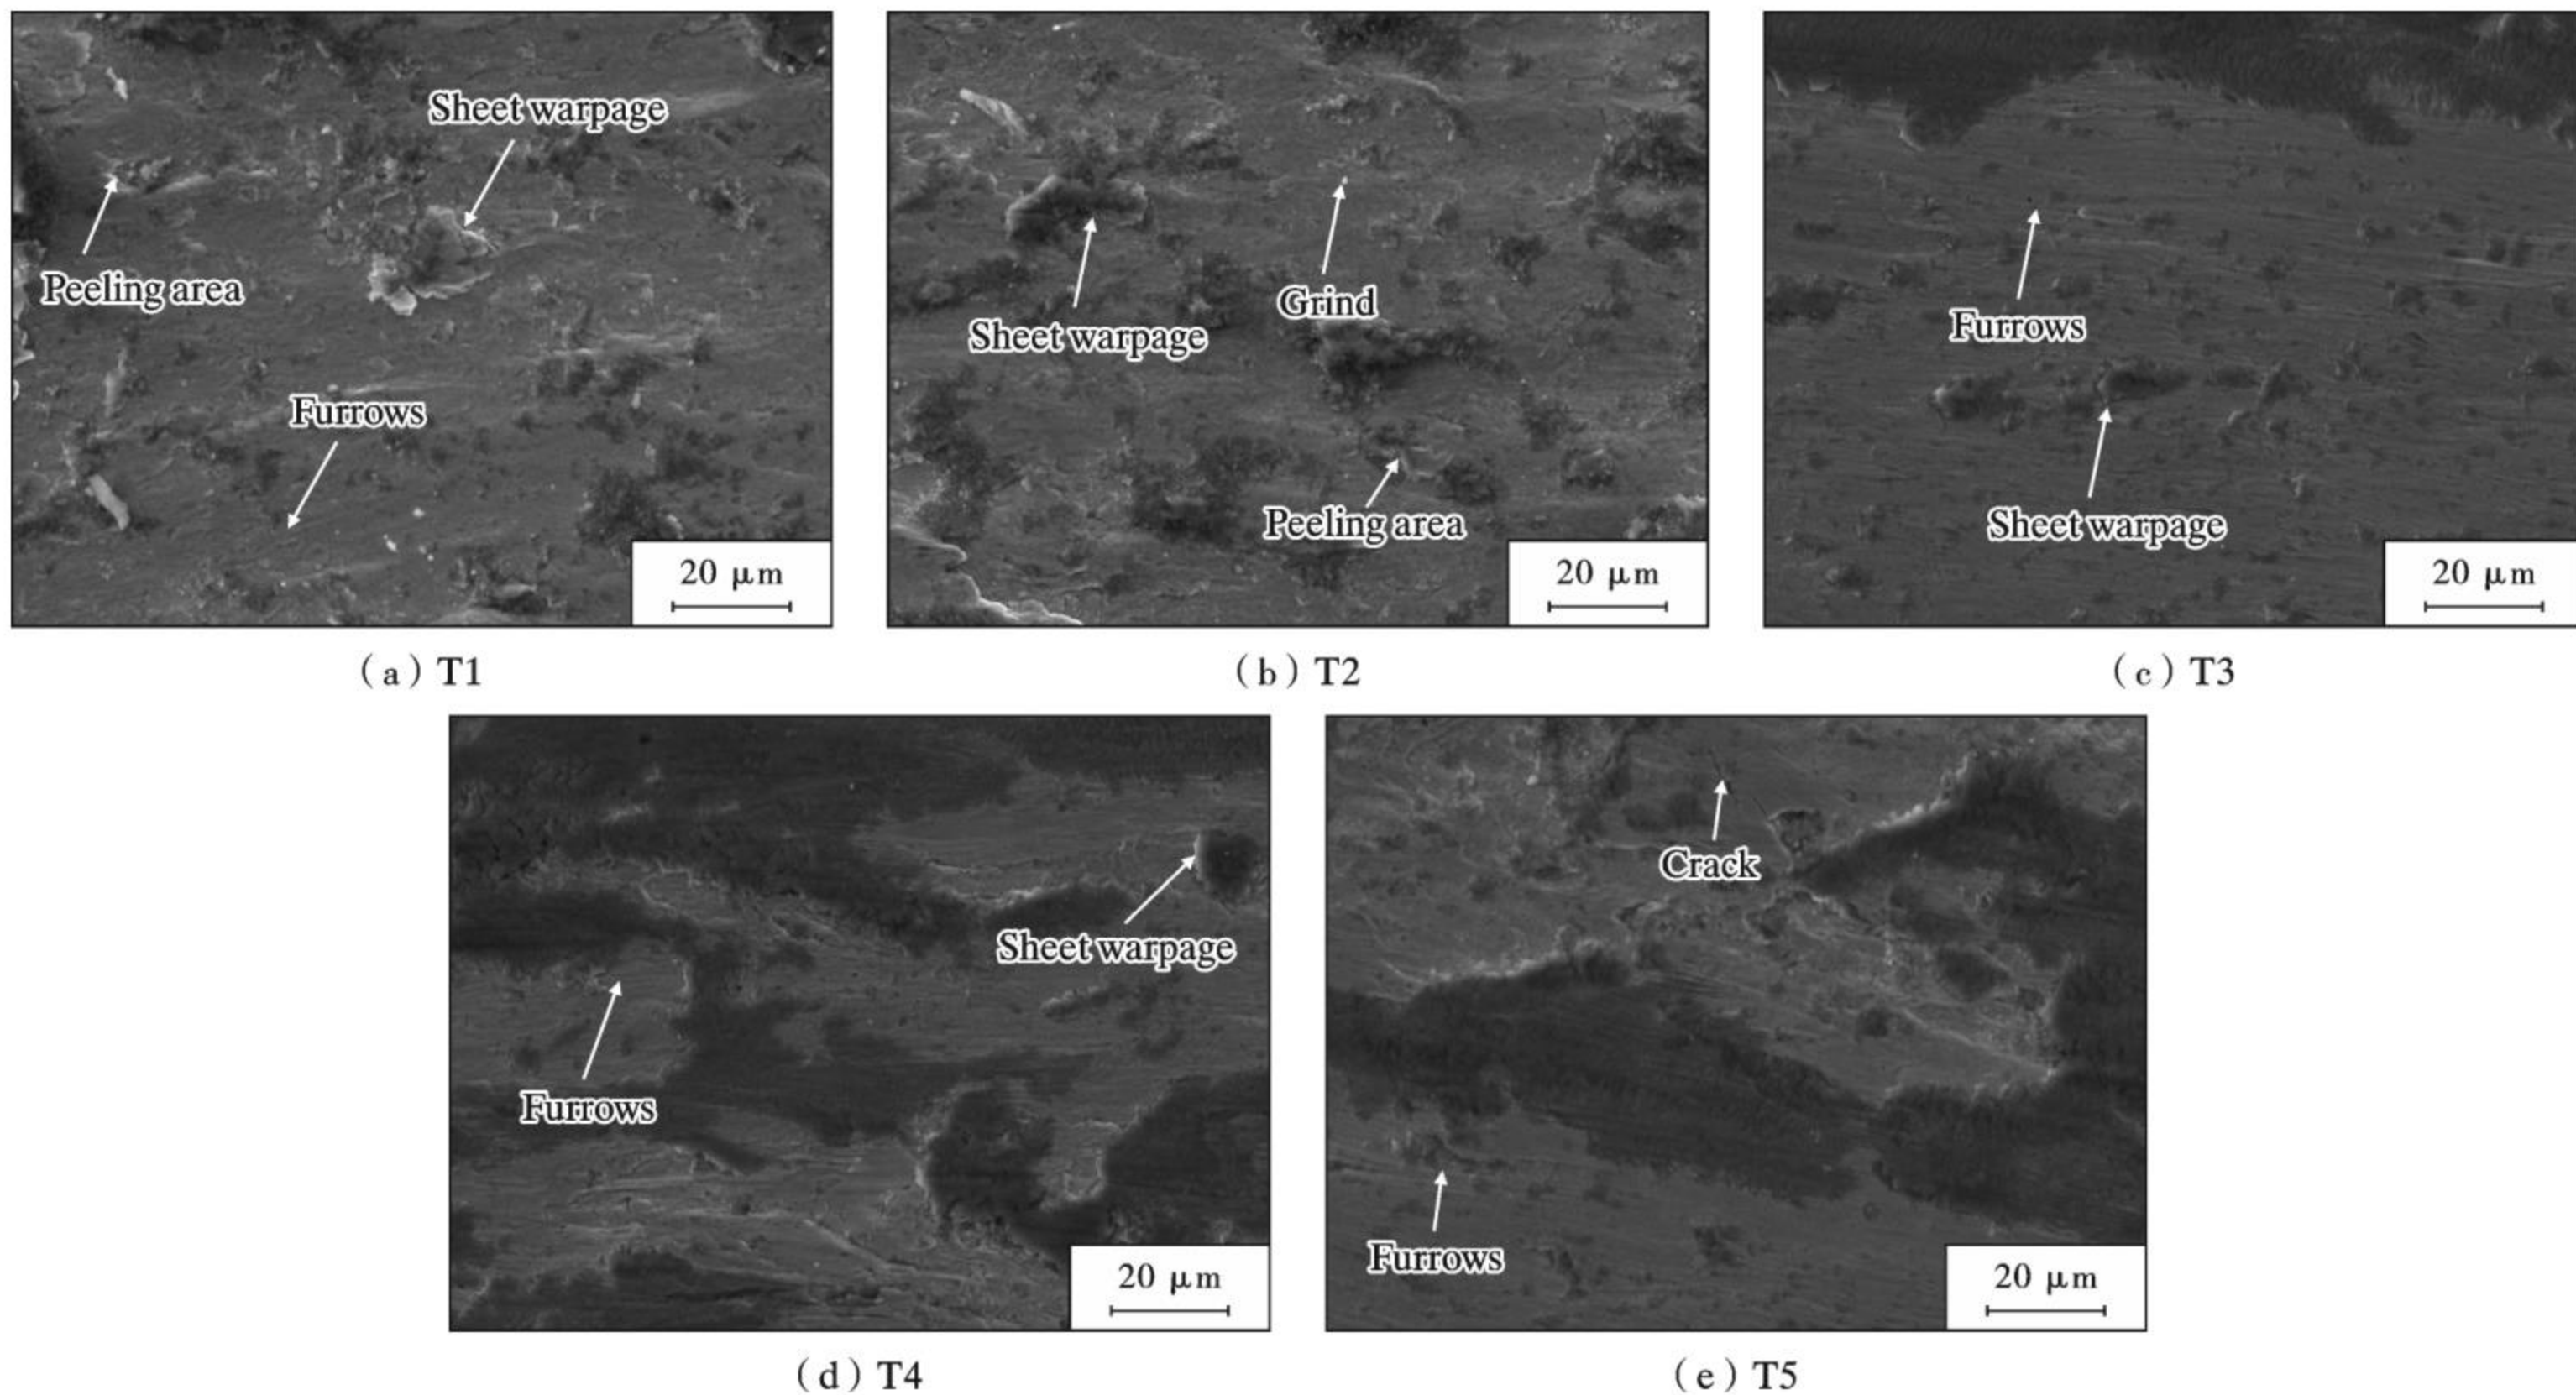 Sheet warpage
Peeling area
Furrows
20 μm
(a) T1
Grind
Sheet warpage
Peeling area
20 μm
(b) T2
Furrows
Sheet warpage
20 μm
(c) T3
Sheet warpage
Furrows
20 μm
(d) T4
Crack
Furrows
20 μm
(e) T5